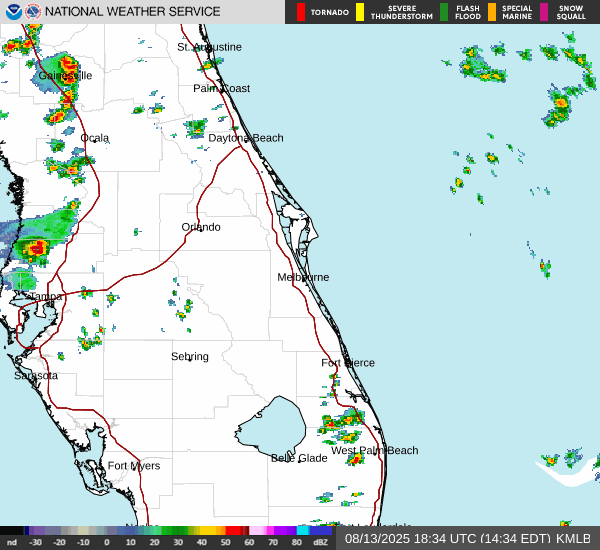 NATIONAL WEATHER SERVICE
TORNADO
SEVERE
THUNDERSTORM
FLASH
FLOOD
SPECIAL
MARINE
SNOW
SQUALL
St. Augustine
Gainesville
Palm Coast
Ocala
Daytona Beach
Orlando
Melbourne
Tampa
Sebring
Fort Pierce
Sarasota
West Palm Beach
Belle Glade
Fort Myers
nd -30 -20 -10 0 10 20 30 40 50 60 70 80 dBZ
08/13/2025 18:34 UTC (14:34 EDT) KMLB